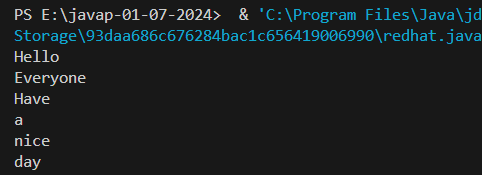 PS E:\javap-01-07-2024>  & 'C:\Program Files\Java\jd
Storage\93daa686c676284bac1c656419006990\redhat.java
Hello
Everyone
Have
a
nice
day